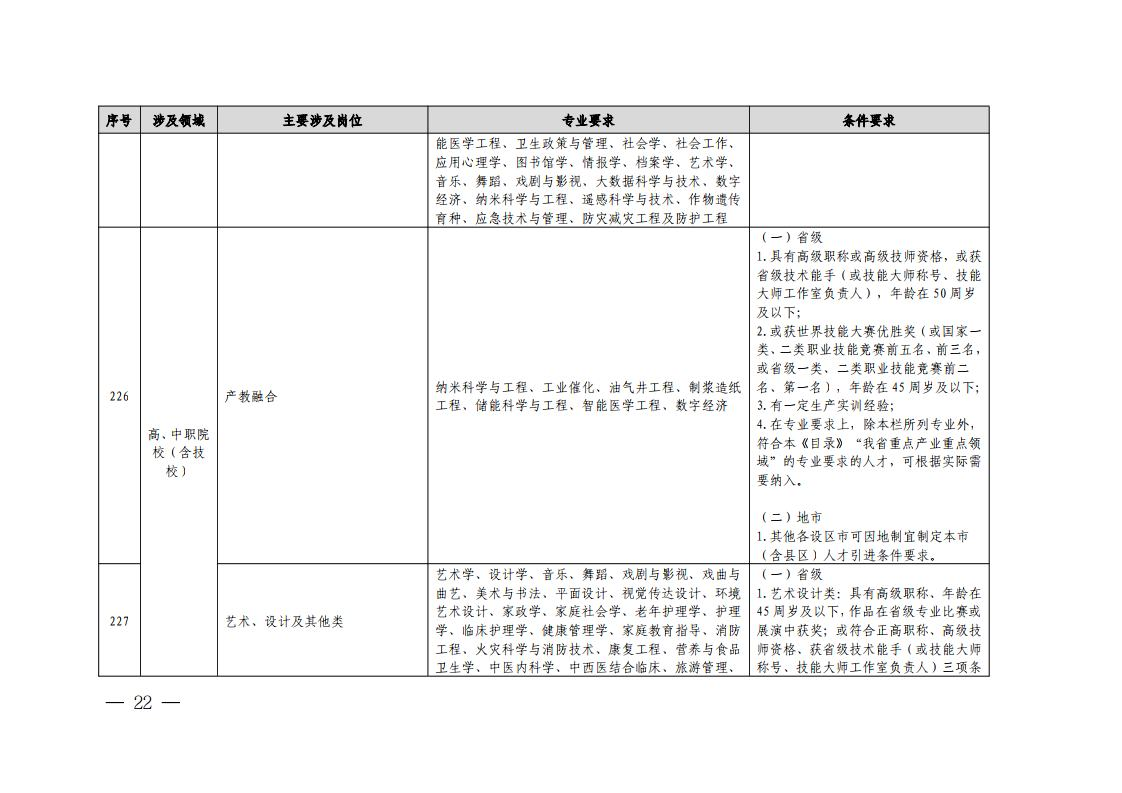 序号 涉及领域 主要涉及岗位 专业要求 条件要求
能医学工程、卫生政策与管理、社会学、社会工作、
应用心理学、图书馆学、情报学、档案学、艺术学、
音乐、舞蹈、戏剧与影视、大数据科学与技术、数字
经济、纳米科学与工程、遥感科学与技术、作物遗传
育种、应急技术与管理、防灾减灾工程及防护工程
226
高、中职院
校（含技
校）
产教融合
纳米科学与工程、工业催化、油气井工程、制浆造纸
工程、储能科学与工程、智能医学工程、数字经济
（一）省级
1.具有高级职称或高级技师资格，或获
省级技术能手（或技能大师称号、技能
大师工作室负责人），年龄在50周岁
及以下；
2.或获世界技能大赛优胜奖（或国家一
类、二类职业技能竞赛前五名、前三名，
或省级一类、二类职业技能竞赛前二
名、第一名），年龄在45周岁及以下；
3.有一定生产实训经验；
4.在专业要求上，除本栏所列专业外，
符合本《目录》“我省重点产业重点领
域”的专业要求的人才，可根据实际需
要纳入。
（二）地市
1.其他各设区市可因地制宜制定本市
（含县区）人才引进条件要求。
227
艺术、设计及其他类
艺术学、设计学、音乐、舞蹈、戏剧与影视、戏曲与
曲艺、美术与书法、平面设计、视觉传达设计、环境
艺术设计、家政学、家庭社会学、老年护理学、护理
学、临床护理学、健康管理学、家庭教育指导、消防
工程、火灾科学与消防技术、康复工程、营养与食品
卫生学、中医内科学、中西医结合临床、旅游管理、
（一）省级
1.艺术设计类：具有高级职称、年龄在
45周岁及以下，作品在省级专业比赛或
展演中获奖；或符合正高职称、高级技
师资格、获省级技术能手（或技能大师
称号、技能大师工作室负责人）三项条
— 22 —